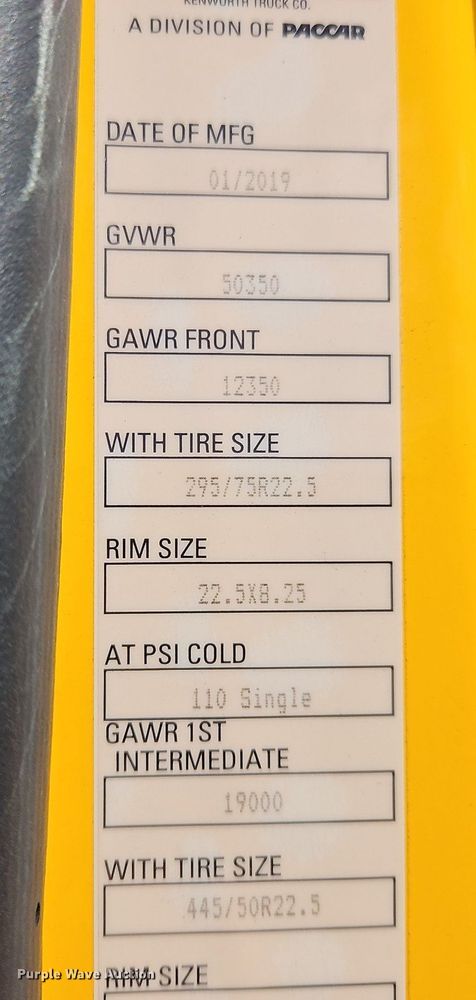 KENWORTH TRUCK CO.
A DIVISION OF PACCAR
DATE OF MFG
01/2019
GVWR
50350
GAWR FRONT
12350
WITH TIRE SIZE
295/75R22.5
RIM SIZE
22.5X8.25
AT PSI COLD
110 Single
GAWR 1ST
INTERMEDIATE
19000
WITH TIRE SIZE
445/50R22.5
RIM SIZE
Purple Wave Auction